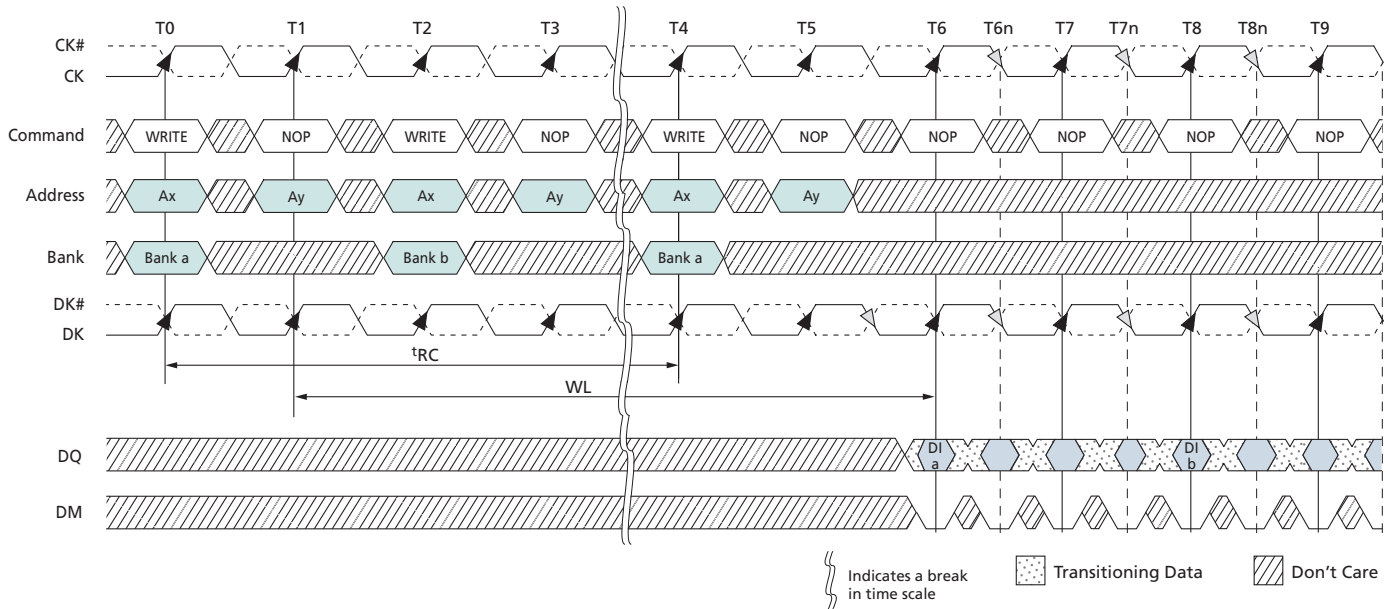 T0 T1 T2 T3 T4 T5 T6 T6n T7 T7n T8 T8n T9
CK#
CK
Command WRITE NOP WRITE NOP WRITE NOP NOP NOP NOP NOP
Address Ax Ay Ax Ay Ax Ay
Bank Bank a Bank b Bank a
DK#
DK
tRC
WL
DQ DI a DI b
DM
Indicates a break
in time scale
Transitioning Data
Don't Care